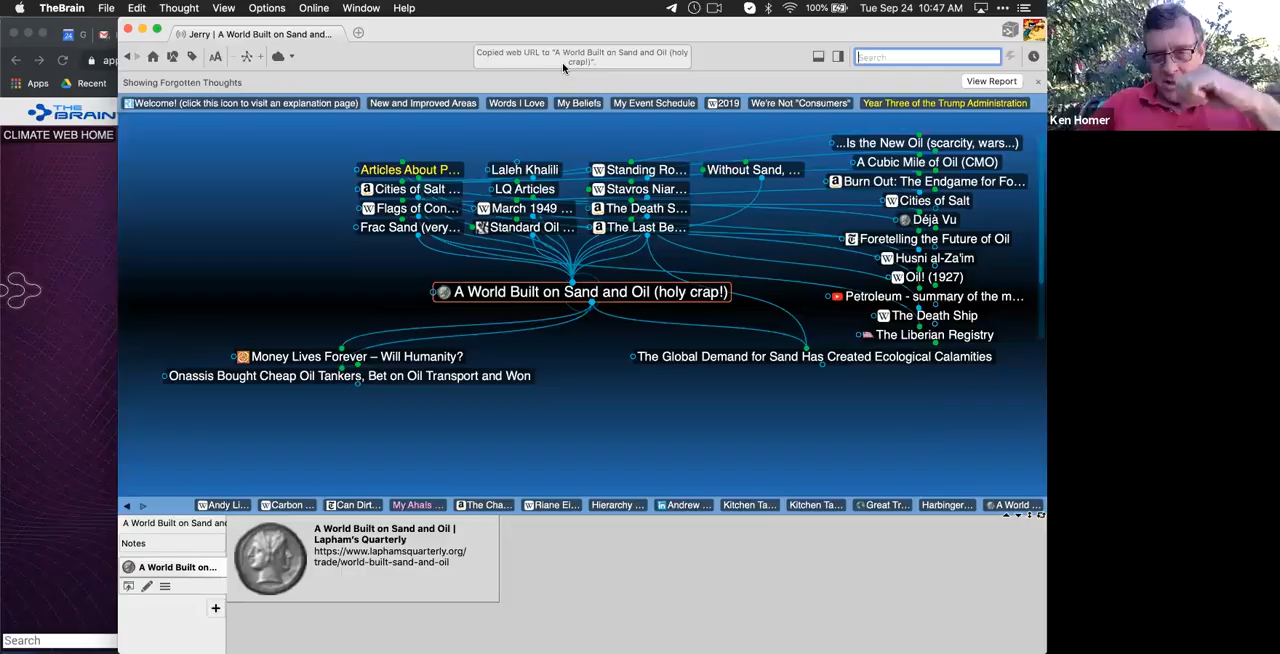 TheBrain File Edit Thought View Options Online Window Help 100% Tue Sep 24 10:47 AM
Jerry | A World Built on Sand and...
24 G
Copied web URL to "A World Built on Sand and Oil (holy
crap!)".
Search
app
Apps Recent
Showing Forgotten Thoughts View Report
THE
BRAIN
CLIMATE WEB HOME
Ken Homer
Welcome! (click this icon to visit an explanation page) New and Improved Areas Words I Love My Beliefs My Event Schedule 2019 We're Not "Consumers" Year Three of the Trump Administration
...Is the New Oil (scarcity, wars...)
A Cubic Mile of Oil (CMO)
Burn Out: The Endgame for Fo...
Cities of Salt
Déjà Vu
Foretelling the Future of Oil
Husni al-Za'im
Oil! (1927)
Petroleum - summary of the m...
The Death Ship
The Liberian Registry
Articles About P... Laleh Khalili Standing Ro... Without Sand, ...
Cities of Salt ... LQ Articles Stavros Niar...
Flags of Con... March 1949 ... The Death S...
Frac Sand (very... Standard Oil ... The Last Be...
A World Built on Sand and Oil (holy crap!)
Money Lives Forever – Will Humanity? The Global Demand for Sand Has Created Ecological Calamities
Onassis Bought Cheap Oil Tankers, Bet on Oil Transport and Won
Andy Li... Carbon ... Can Dirt... My Ahals ... The Cha... Riane Ei... Hierarchy ... Andrew ... Kitchen Ta... Kitchen Ta... Great Tr... Harbinger... A World ...
A World Built on Sand and
Notes
A World Built on...
A World Built on Sand and Oil |
Lapham's Quarterly
https://www.laphamsquarterly.org/
trade/world-built-sand-and-oil
Search